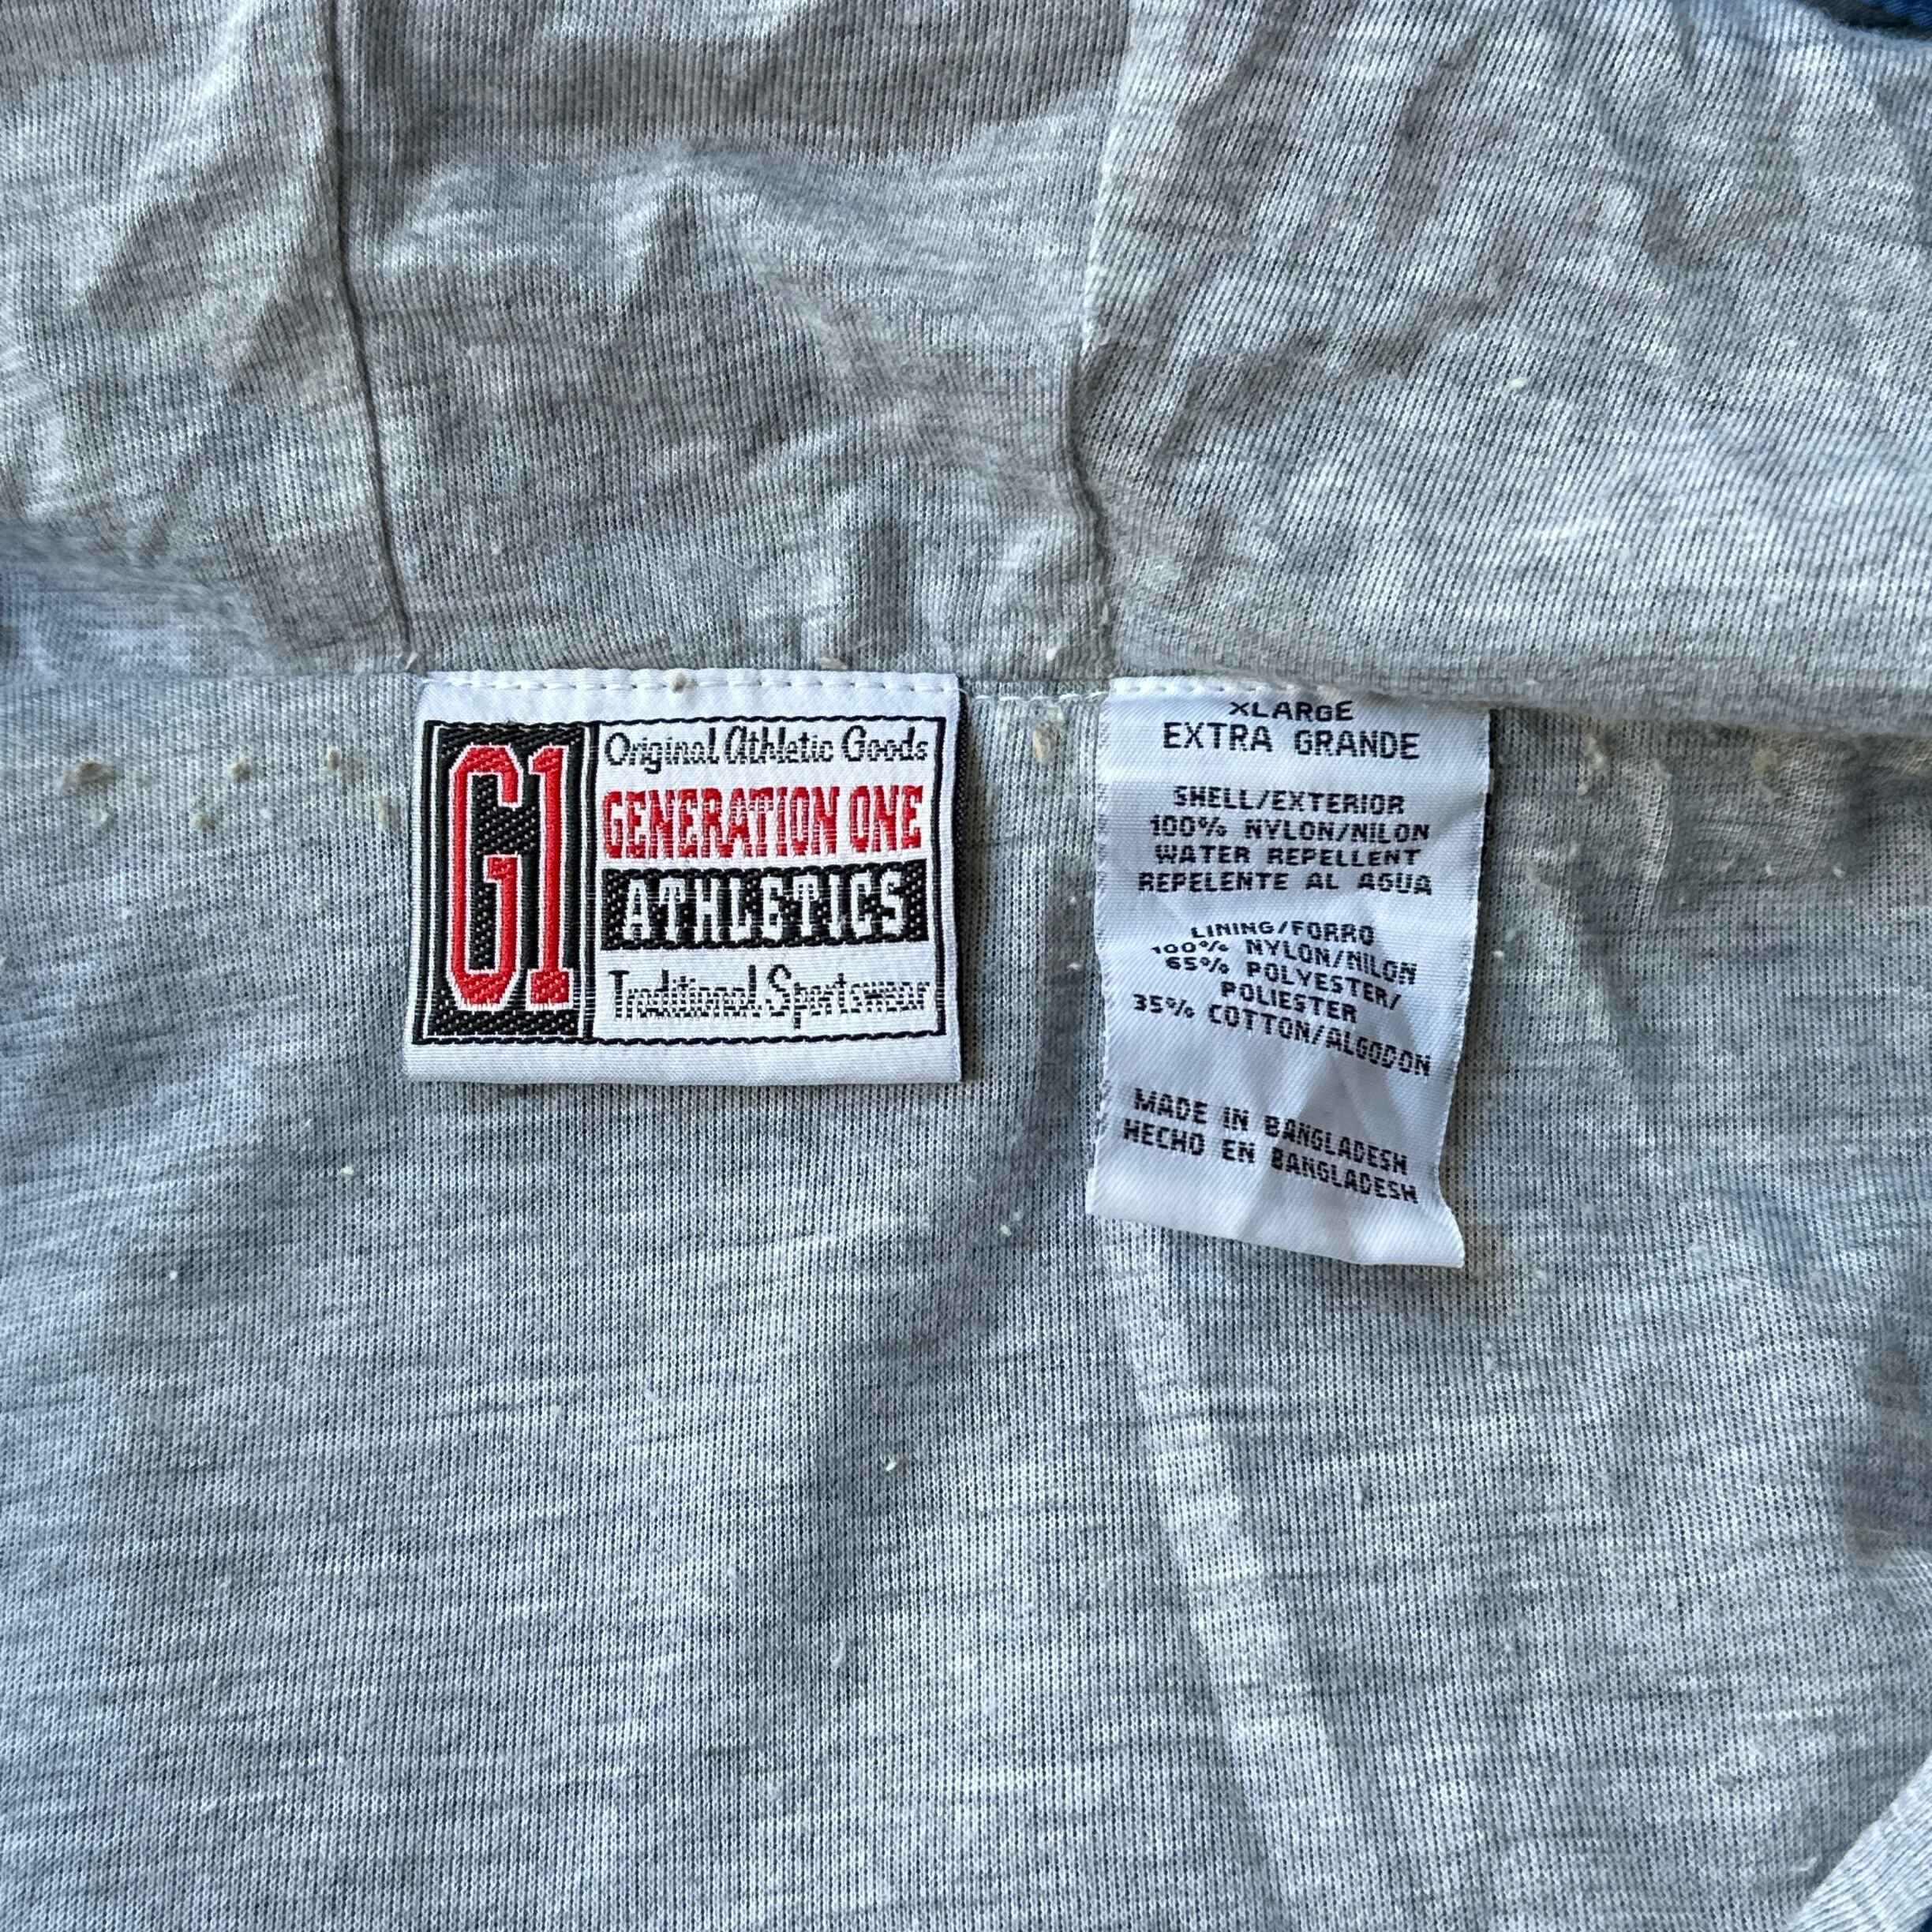 G1
Original Athletic Goods
GENERATION ONE
ATHLETICS
Traditional Sportswear
XLARGE
EXTRA GRANDE
SHELL/EXTERIOR
100% NYLON/NILON
WATER REPELLENT
REPELENTE AL AGUA
LINING/FORRO
100% NYLON/NILON
65% POLYESTER/
POLIESTER
35% COTTON/ALGODON
MADE IN BANGLADESH
HECHO EN BANGLADESH